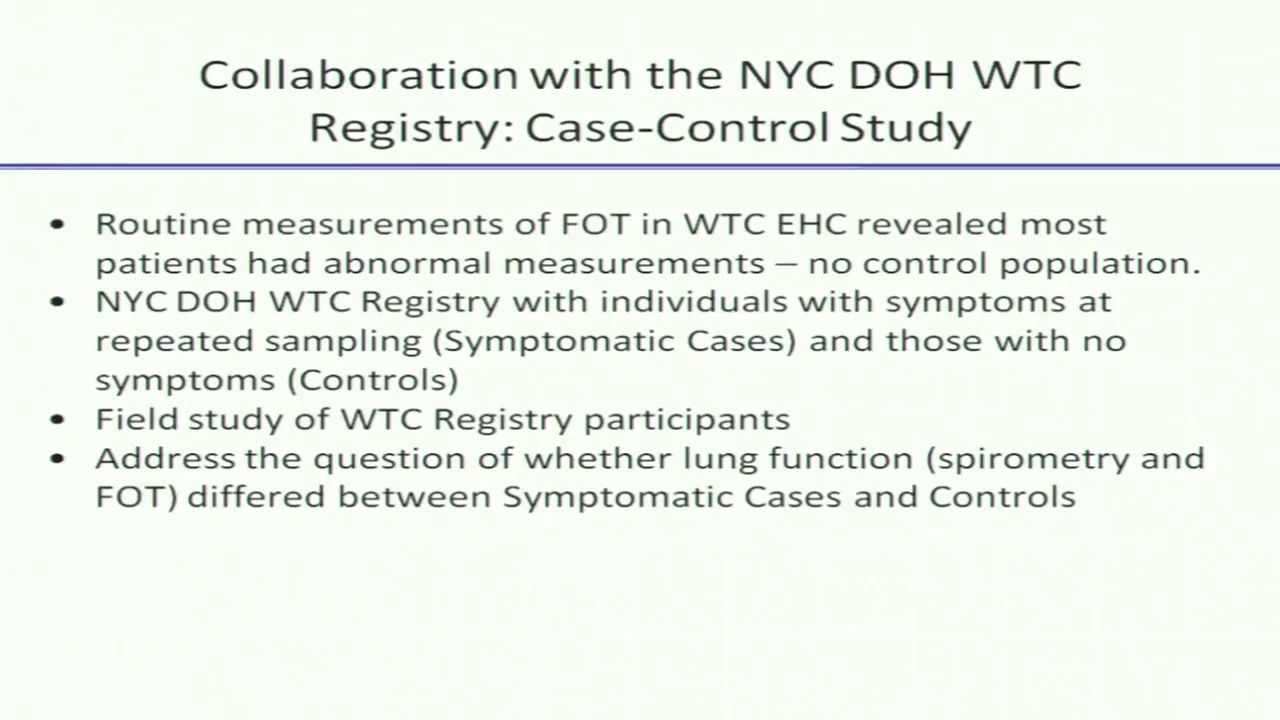 Collaboration with the NYC DOH WTC
Registry: Case-Control Study
• Routine measurements of FOT in WTC EHC revealed most
patients had abnormal measurements – no control population.
• NYC DOH WTC Registry with individuals with symptoms at
repeated sampling (Symptomatic Cases) and those with no
symptoms (Controls)
• Field study of WTC Registry participants
• Address the question of whether lung function (spirometry and
FOT) differed between Symptomatic Cases and Controls